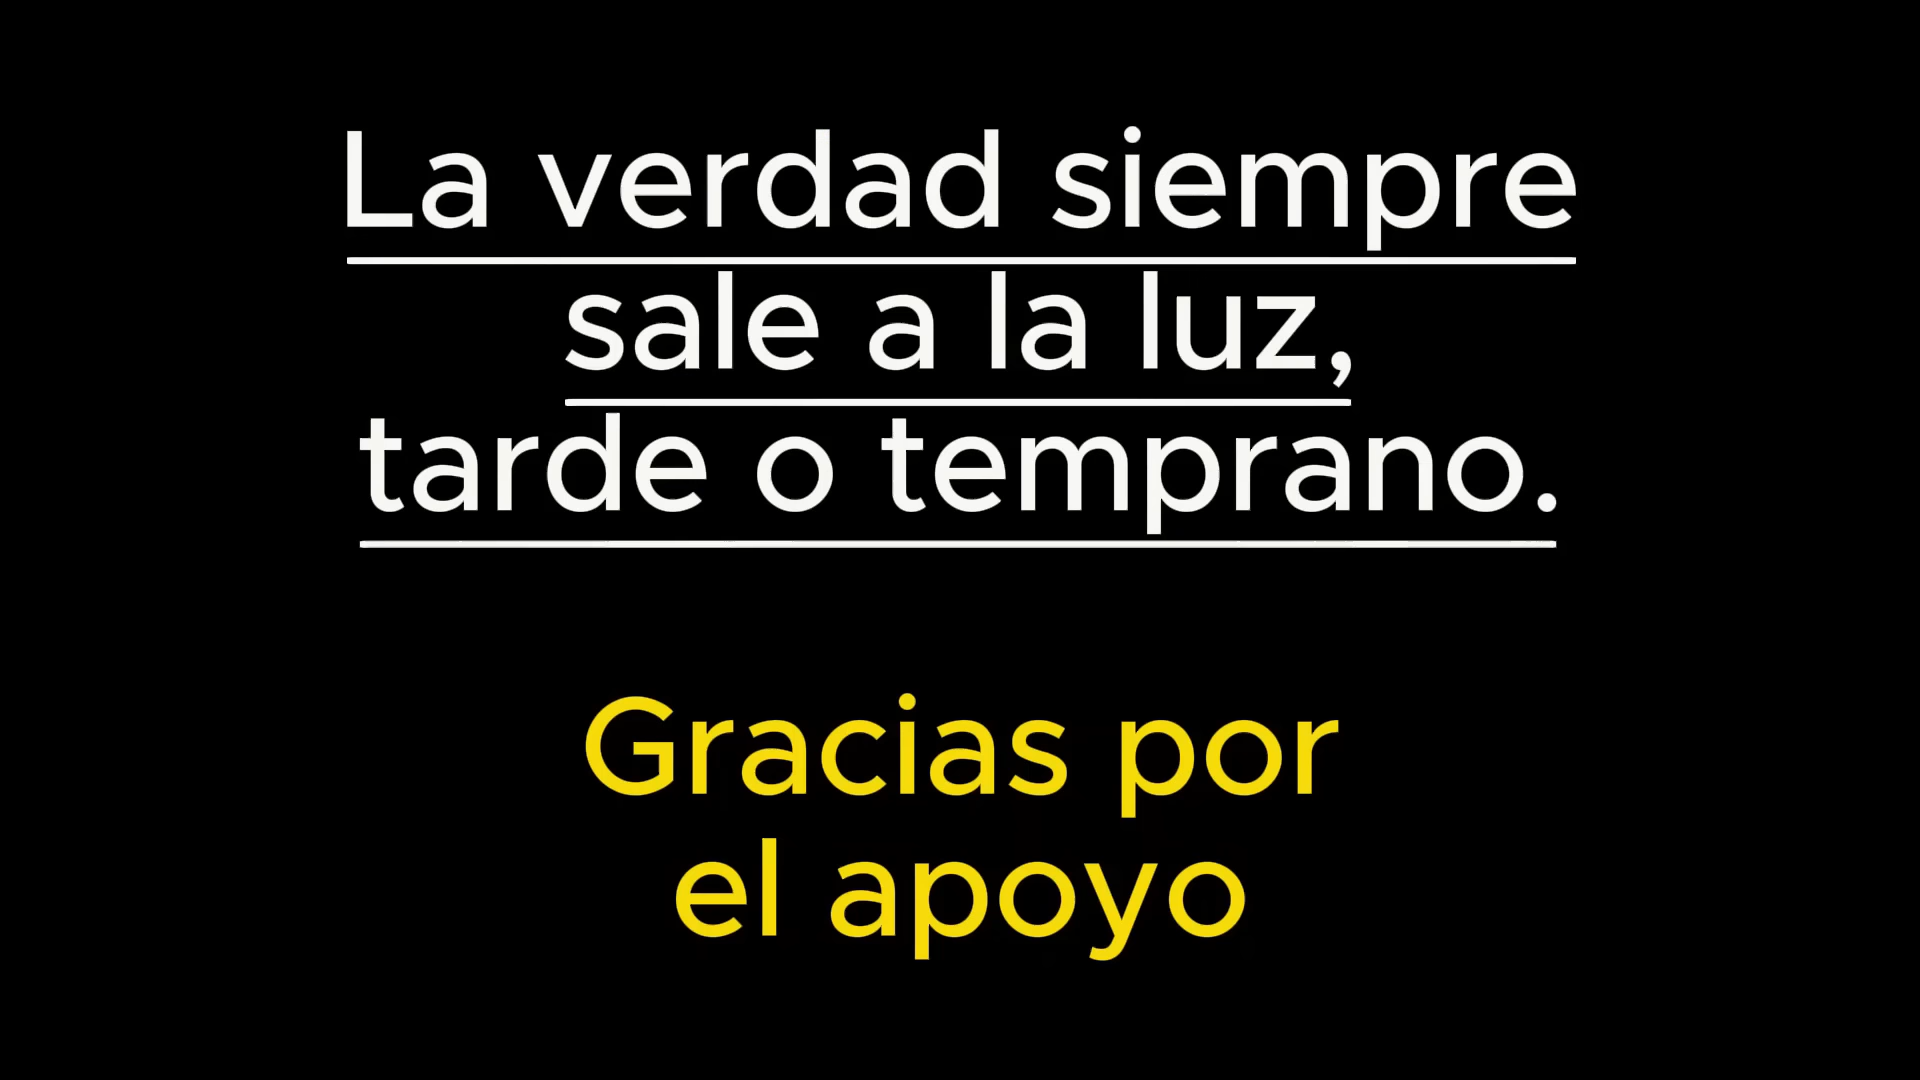 La verdad siempre
sale a la luz,
tarde o temprano.
Gracias por
el apoyo